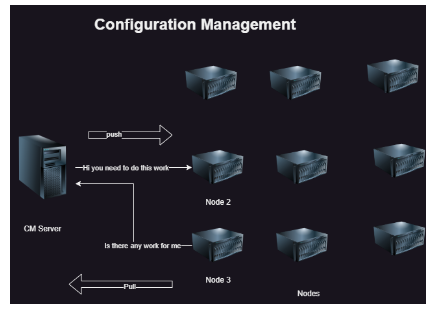 Configuration Management
push
Hi you need to do this work
Node 2
CM Server
Is there any work for me
Node 3
Pull
Nodes